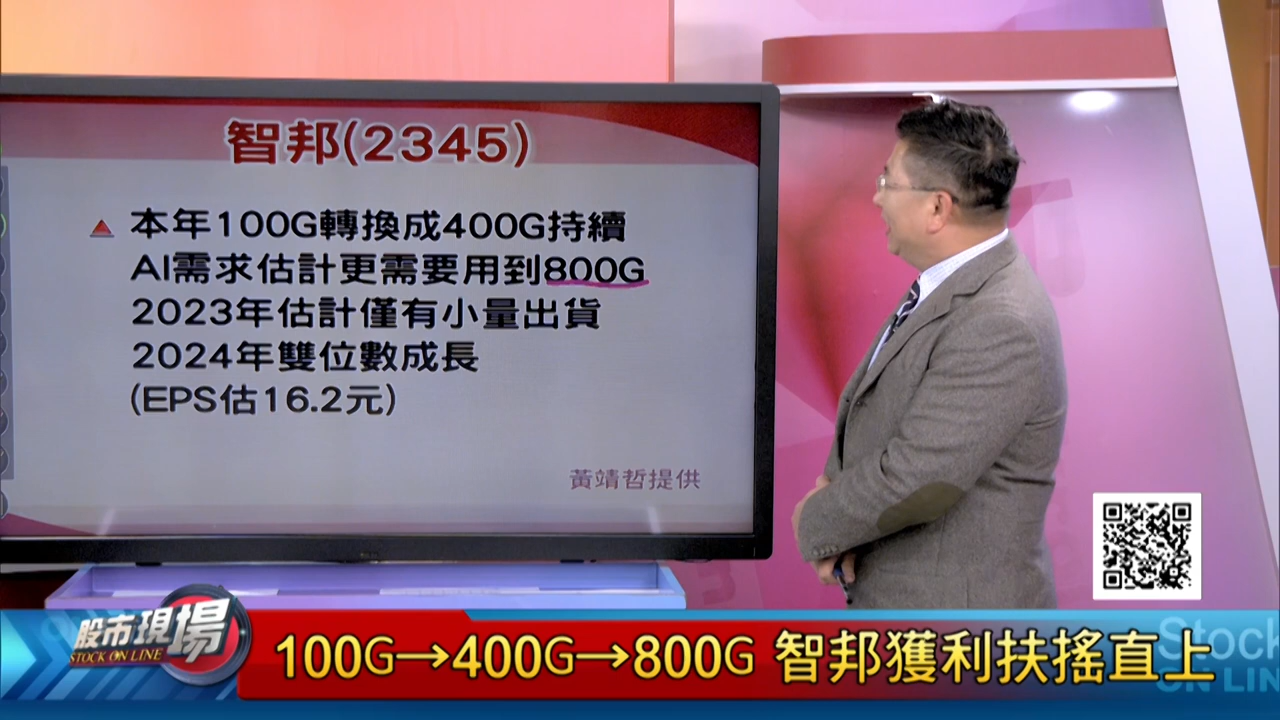 智邦(2345)
本年100G轉換成400G持續
AI需求估計更需要用到800G
2023年估計僅有小量出貨
2024年雙位數成長
(EPS估16.2元)
黃靖哲提供
股市現場
STOCK ON LINE
100G→400G→800G 智邦獲利扶搖直上
Stock
ON LIN